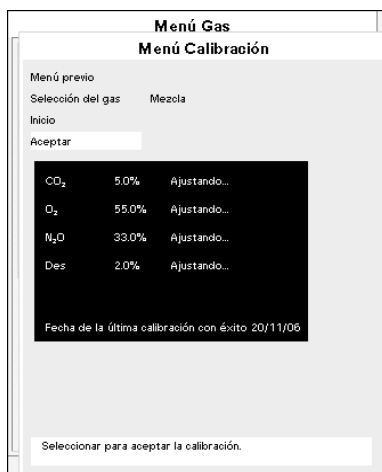 Menú Gas
Menú Calibración
Menú previo
Selección del gas Mezcla
Inicio
Aceptar
CO₂ 5.0% Ajustando...
O₂ 55.0% Ajustando...
N₂O 33.0% Ajustando...
Des 2.0% Ajustando...
Fecha de la última calibración con éxito 20/11/06
Seleccionar para aceptar la calibración.